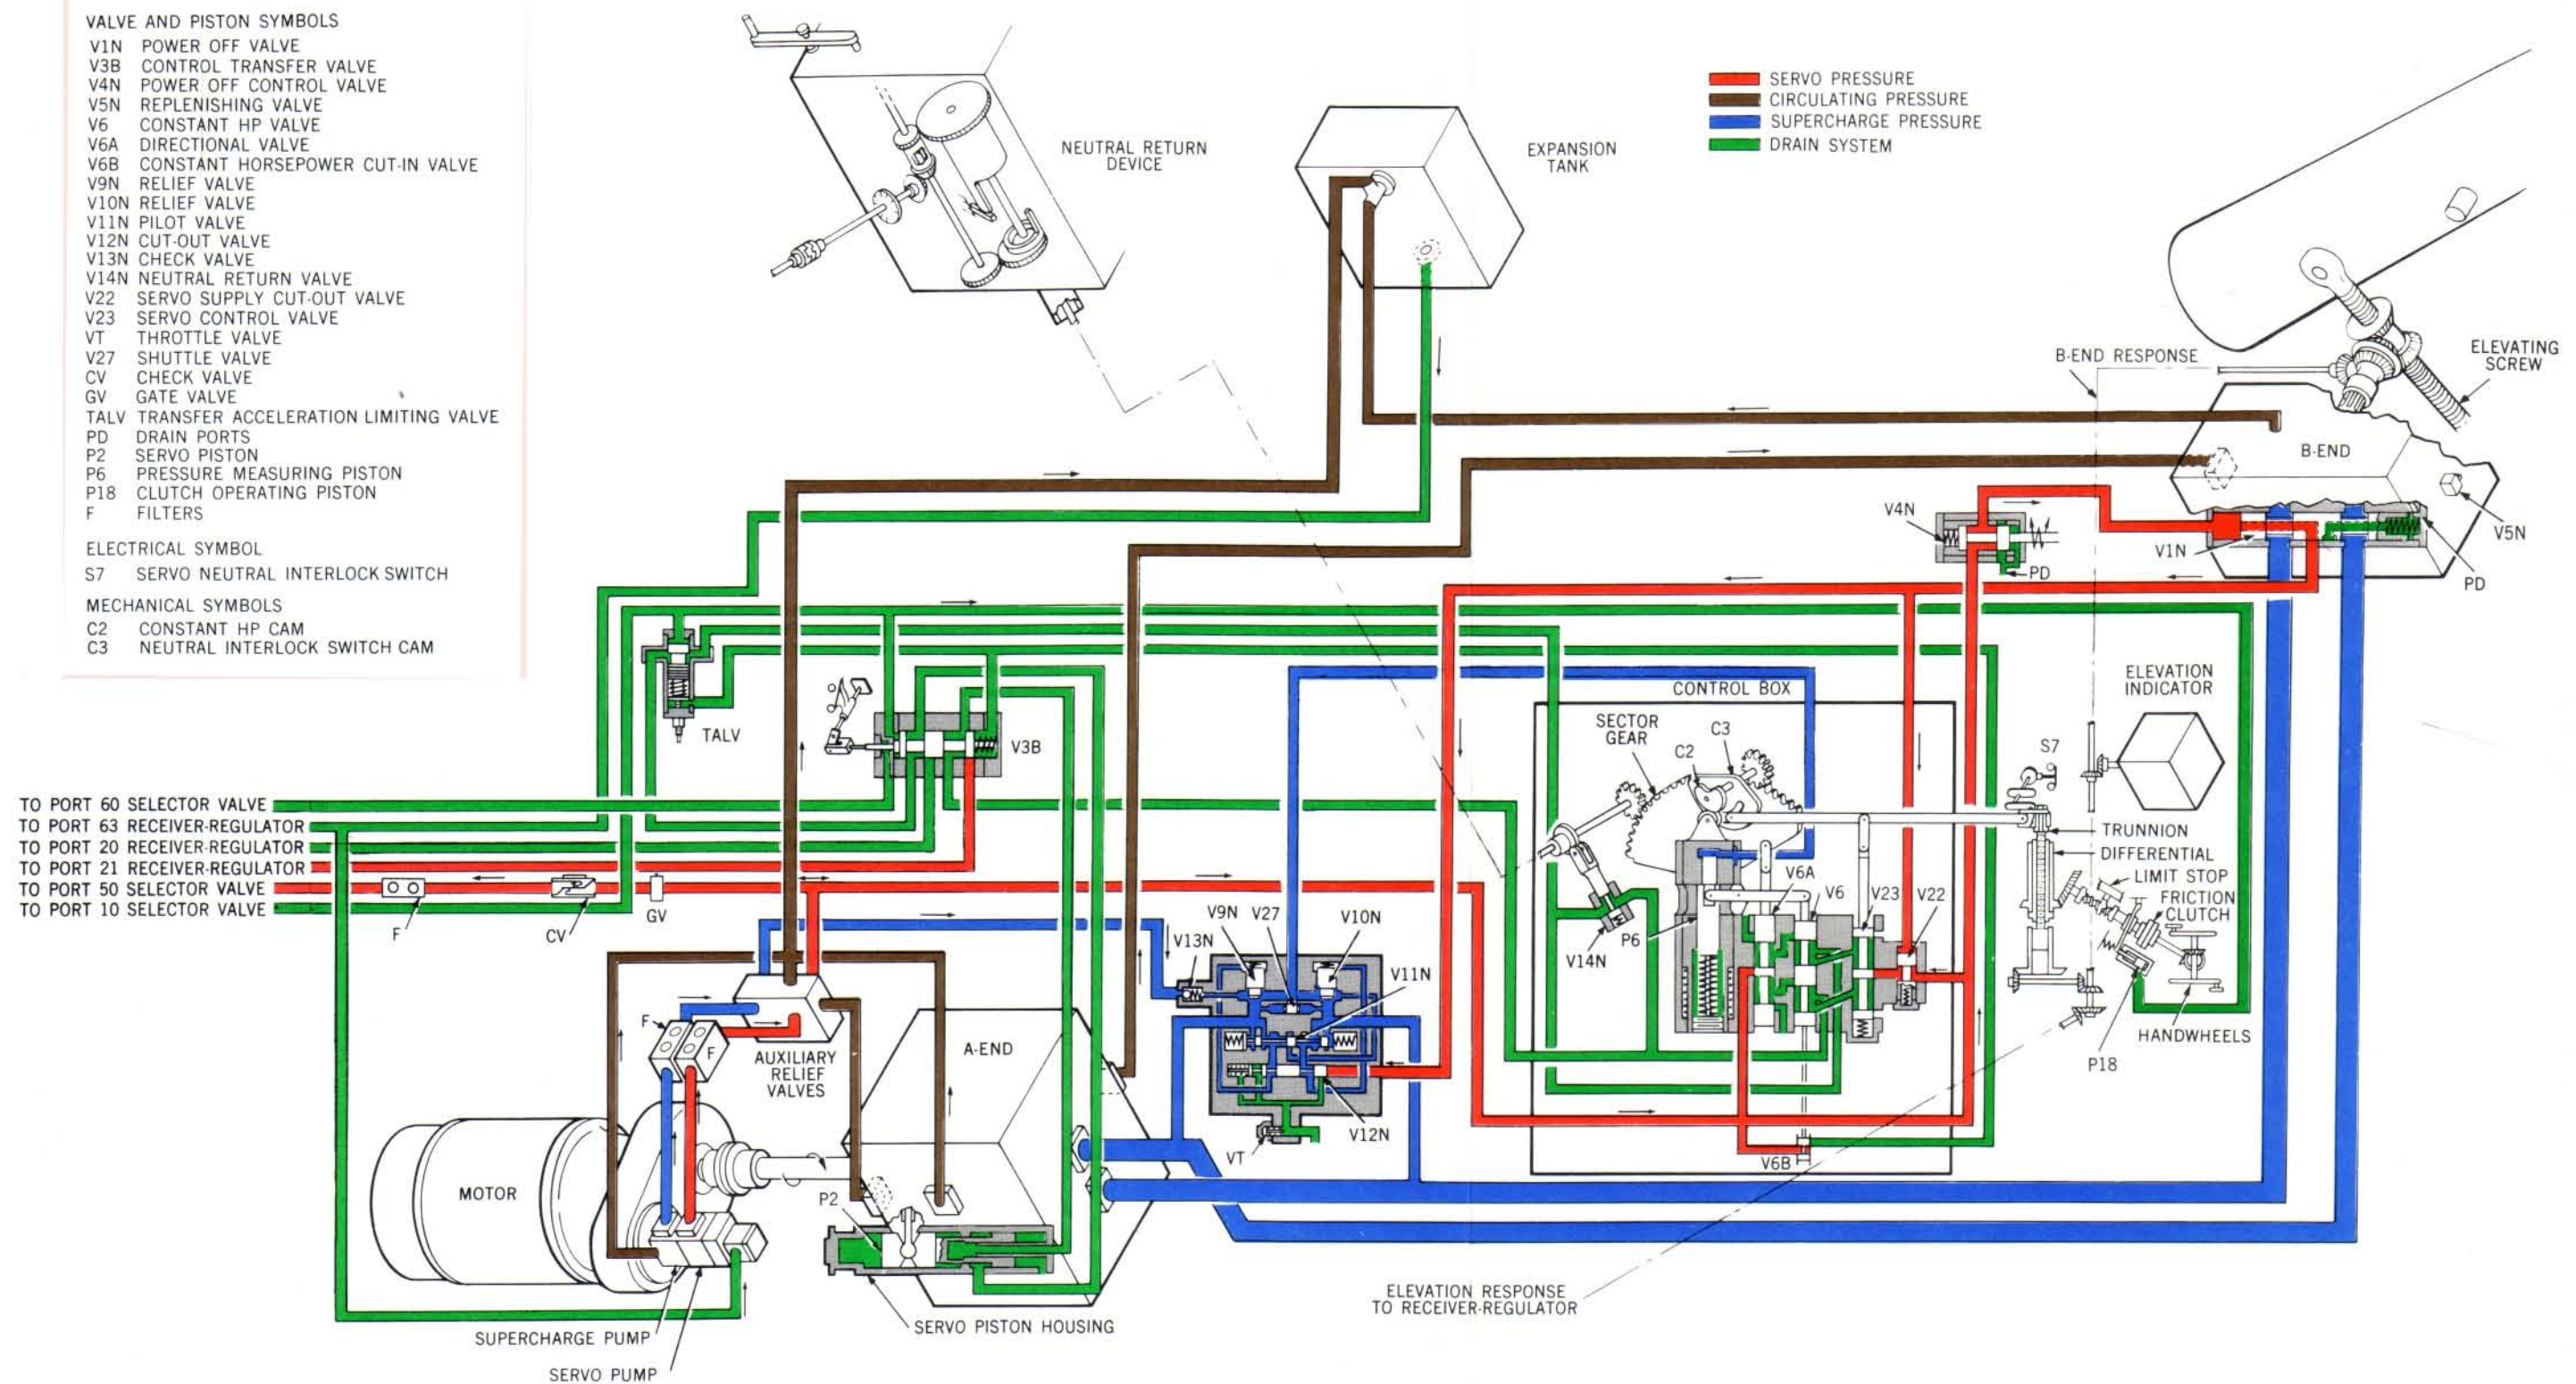 VALVE AND PISTON SYMBOLS
V1N POWER OFF VALVE
V3B CONTROL TRANSFER VALVE
V4N POWER OFF CONTROL VALVE
V5N REPLENISHING VALVE
V6 CONSTANT HP VALVE
V6A DIRECTIONAL VALVE
V6B CONSTANT HORSEPOWER CUT-IN VALVE
V9N RELIEF VALVE
V10N RELIEF VALVE
V11N PILOT VALVE
V12N CUT-OUT VALVE
V13N CHECK VALVE
V14N NEUTRAL RETURN VALVE
V22 SERVO SUPPLY CUT-OUT VALVE
V23 SERVO CONTROL VALVE
VT THROTTLE VALVE
V27 SHUTTLE VALVE
CV CHECK VALVE
GV GATE VALVE
TALV TRANSFER ACCELERATION LIMITING VALVE
PD DRAIN PORTS
P2 SERVO PISTON
P6 PRESSURE MEASURING PISTON
P18 CLUTCH OPERATING PISTON
F FILTERS
ELECTRICAL SYMBOL
S7 SERVO NEUTRAL INTERLOCK SWITCH
MECHANICAL SYMBOLS
C2 CONSTANT HP CAM
C3 NEUTRAL INTERLOCK SWITCH CAM
NEUTRAL RETURN
DEVICE
EXPANSION
TANK
SERVO PRESSURE
CIRCULATING PRESSURE
SUPERCHARGE PRESSURE
DRAIN SYSTEM
B-END RESPONSE
ELEVATING
SCREW
B-END
V4N
V1N
V5N
PD
PD
TALV
V3B
CONTROL BOX
SECTOR
GEAR
C2
C3
S7
ELEVATION
INDICATOR
TRUNNION
DIFFERENTIAL
LIMIT STOP
FRICTION
CLUTCH
HANDWHEELS
P18
TO PORT 60 SELECTOR VALVE
TO PORT 63 RECEIVER-REGULATOR
TO PORT 20 RECEIVER-REGULATOR
TO PORT 21 RECEIVER-REGULATOR
TO PORT 50 SELECTOR VALVE
TO PORT 10 SELECTOR VALVE
F
CV
GV
V13N
V9N
V27
V10N
V11N
V12N
VT
V14N
P6
V6A
V6
V23
V22
V6B
F
F
AUXILIARY
RELIEF
VALVES
A-END
MOTOR
P2
SERVO PISTON HOUSING
SUPERCHARGE PUMP
SERVO PUMP
ELEVATION RESPONSE
TO RECEIVER-REGULATOR